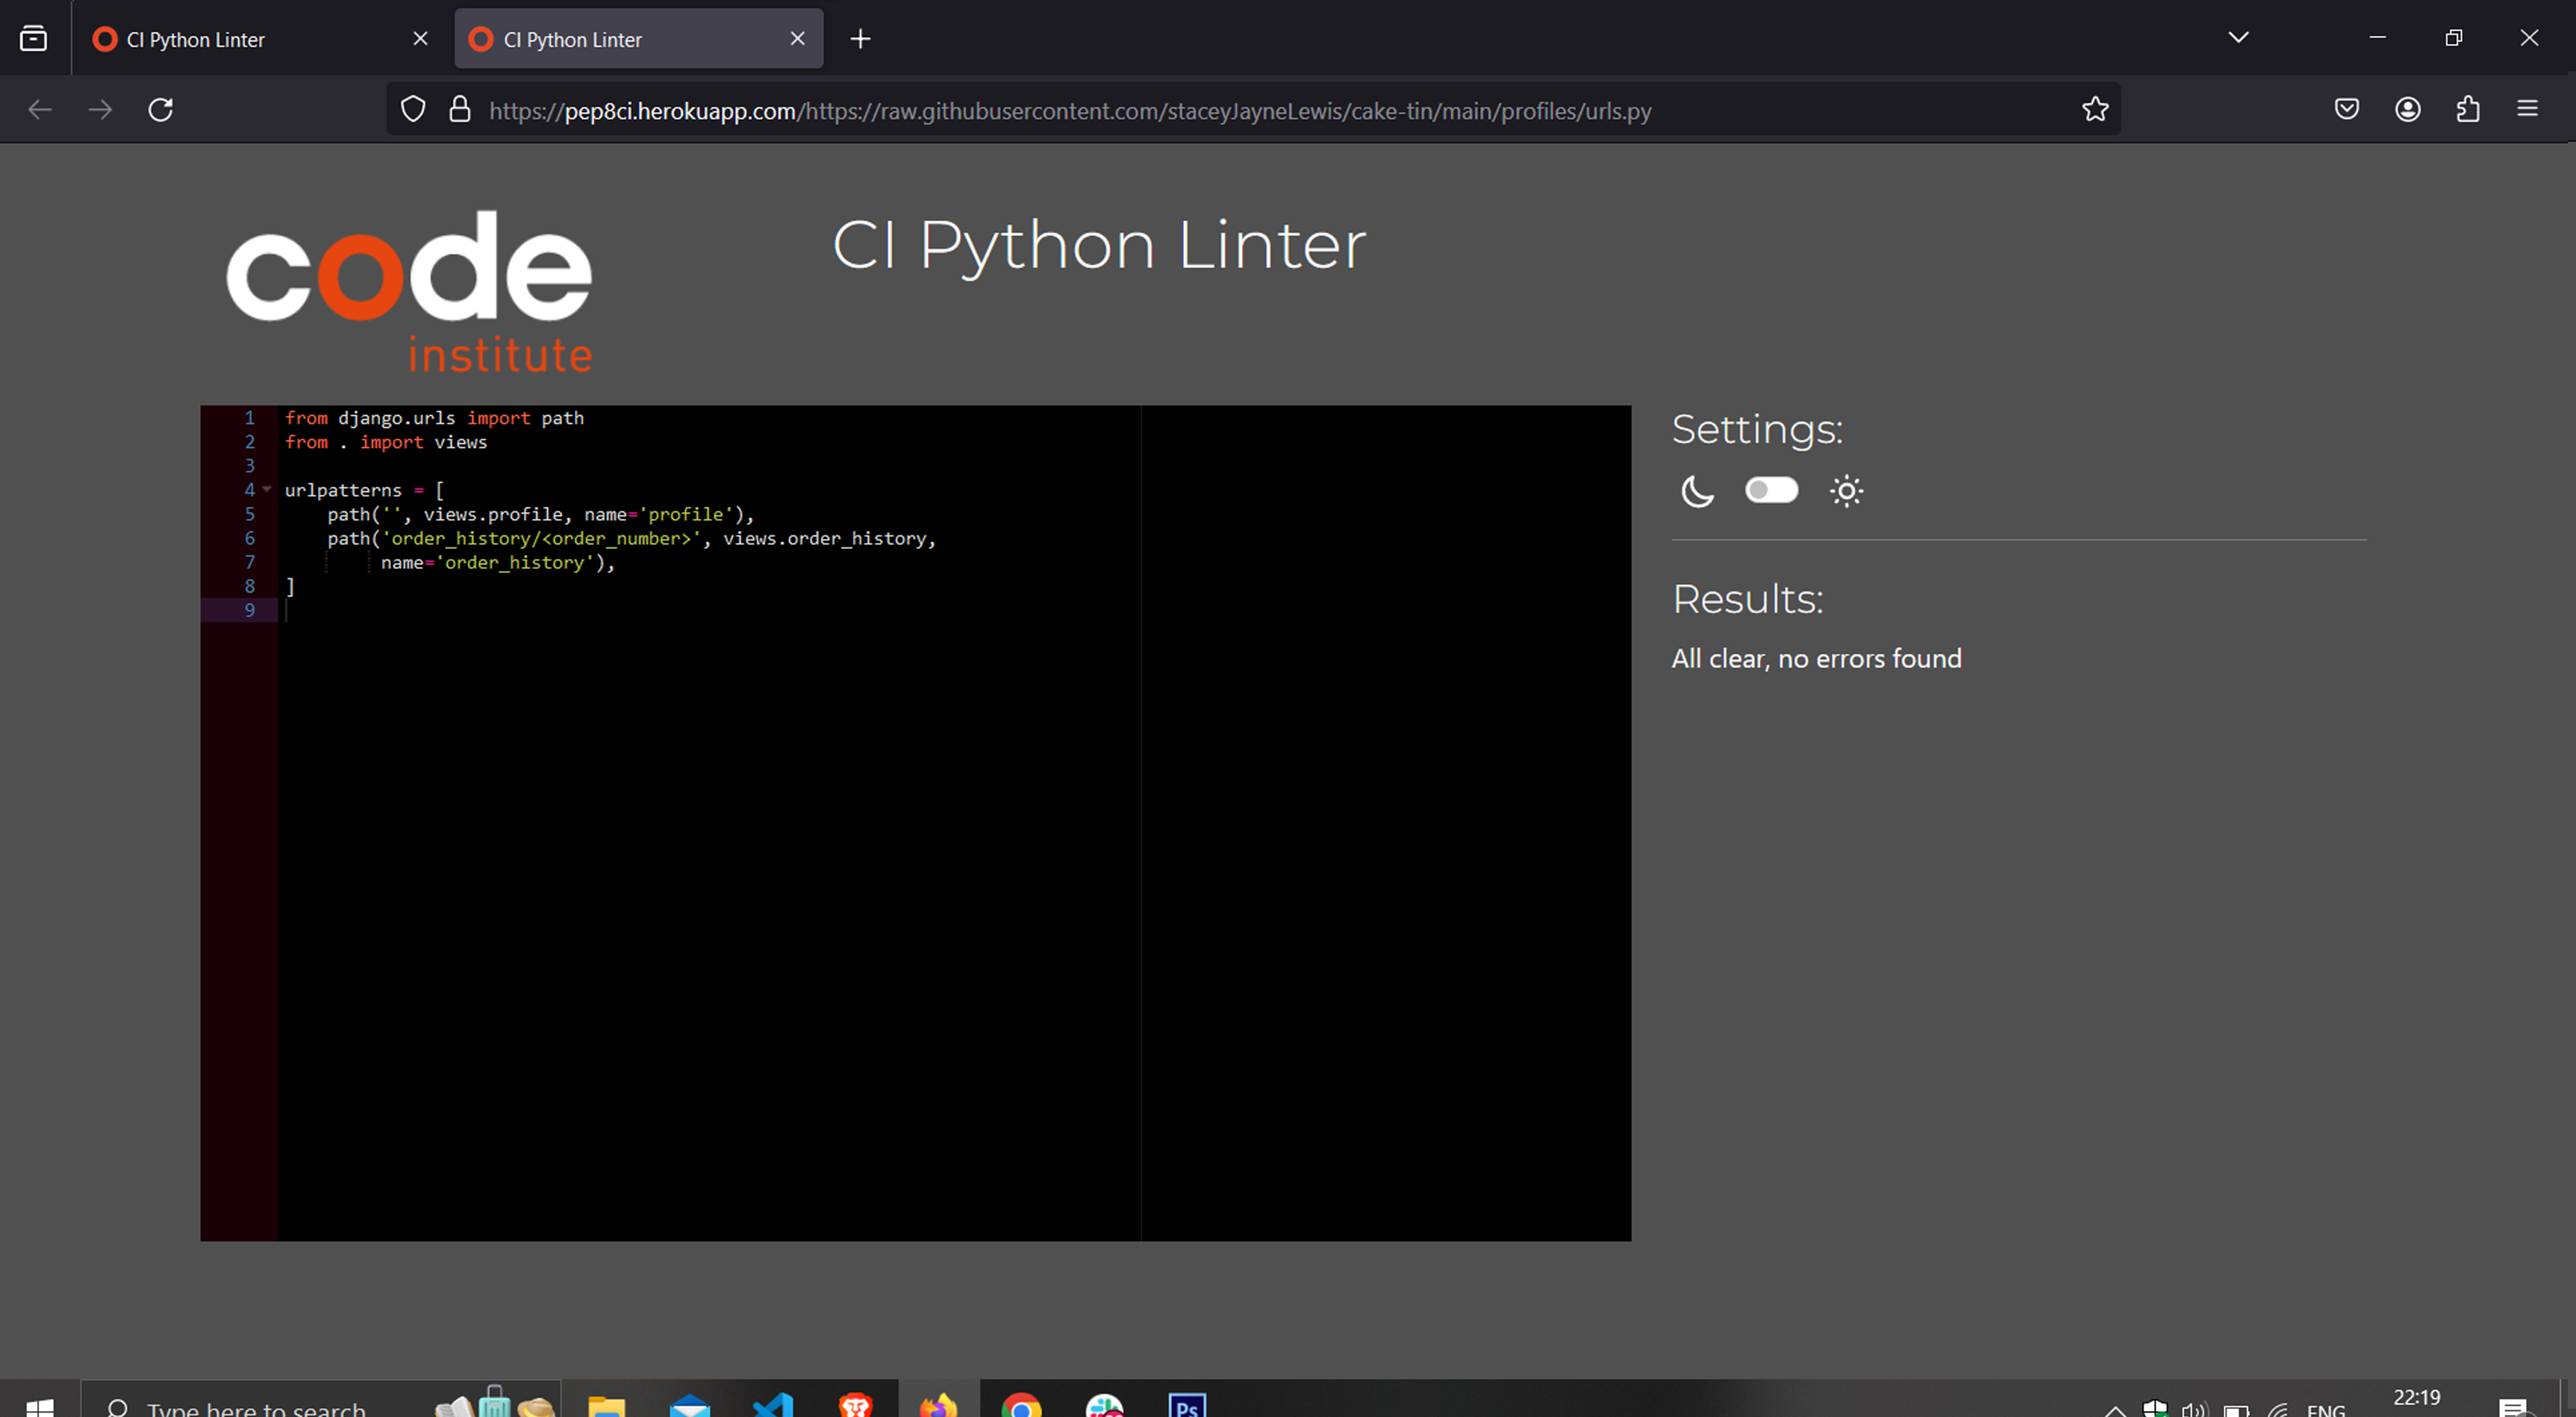 CI Python Linter
CI Python Linter
https://pep8ci.herokuapp.com/https://raw.githubusercontent.com/staceyJayneLewis/cake-tin/main/profiles/urls.py
code
institute
CI Python Linter
1 from django.urls import path
2 from . import views
3
4 urlpatterns = [
5     path('', views.profile, name='profile'),
6     path('order_history/<order_number>', views.order_history,
7          name='order_history'),
8 ]
9
Settings:
Results:
All clear, no errors found
Type here to search
Ps
ENG
22:19